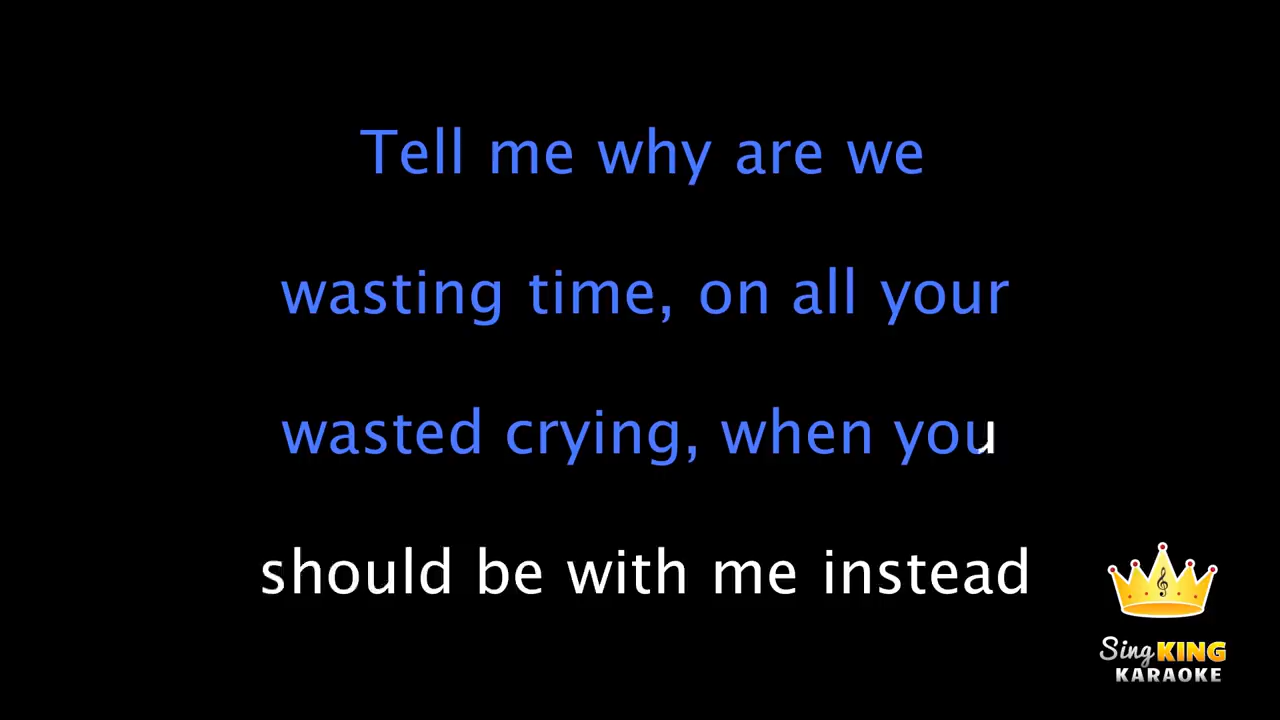 Tell me why are we
wasting time, on all your
wasted crying, when you
should be with me instead
Sing KING
KARAOKE